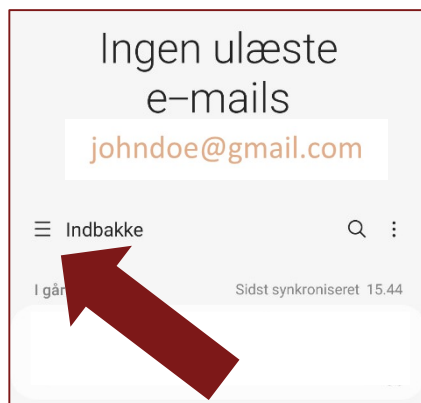 Ingen ulæste
e-mails
johndoe@gmail.com
Indbakke
I går
Sidst synkroniseret 15.44